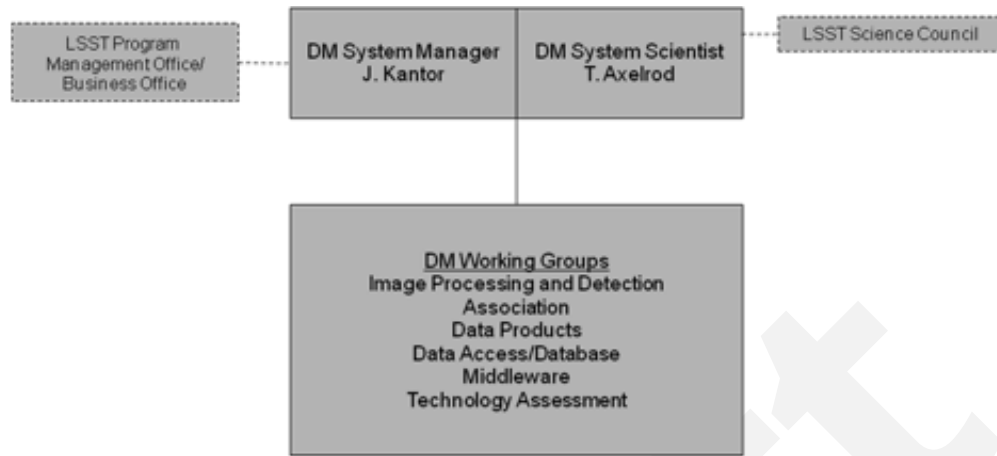 LSST Program
Management Office/
Business Office
DM System Manager
J. Kantor
DM System Scientist
T. Axelrod
LSST Science Council
DM Working Groups
Image Processing and Detection
Association
Data Products
Data Access/Database
Middleware
Technology Assessment